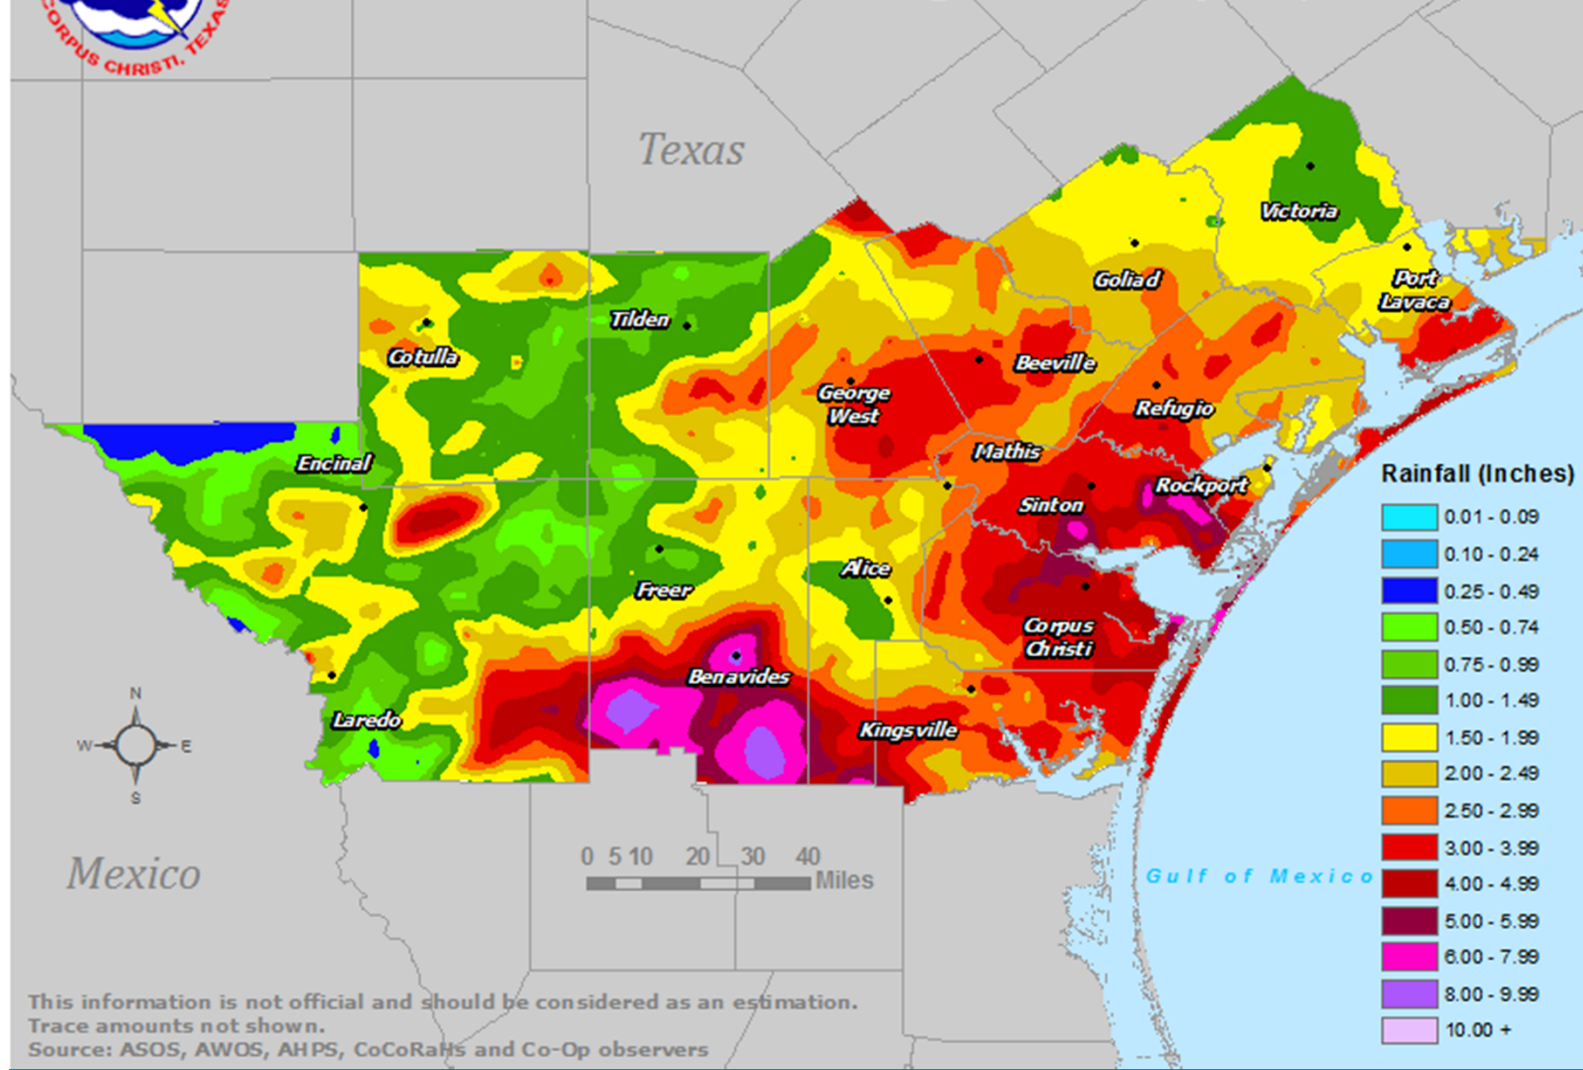 CORPUS CHRISTI, TEXAS
Texas
Victoria
Goliad
Port
Lavaca
Tilden
Cotulla
Beeville
George
West
Refugio
Mathis
Encinal
Rockport
Sinton
Alice
Freer
Corpus
Christi
Benavides
Laredo
Kingsville
N
W E
S
Mexico
0 5 10 20 30 40
Miles
Gulf of Mexico
Rainfall (Inches)
0.01 - 0.09
0.10 - 0.24
0.25 - 0.49
0.50 - 0.74
0.75 - 0.99
1.00 - 1.49
1.50 - 1.99
2.00 - 2.49
2.50 - 2.99
3.00 - 3.99
4.00 - 4.99
5.00 - 5.99
6.00 - 7.99
8.00 - 9.99
10.00 +
This information is not official and should be considered as an estimation.
Trace amounts not shown.
Source: ASOS, AWOS, AHPS, CoCoRaHs and Co-Op observers